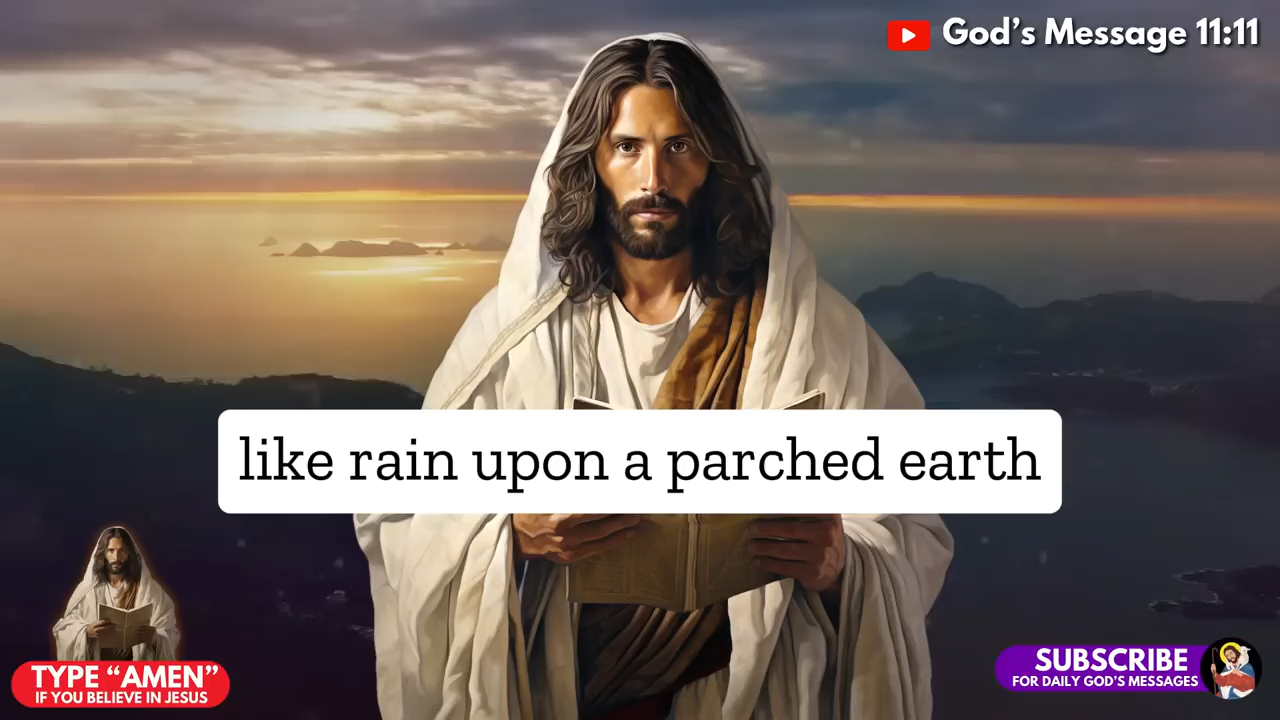 God's Message 11:11
like rain upon a parched earth
TYPE “AMEN”
IF YOU BELIEVE IN JESUS
SUBSCRIBE
FOR DAILY GOD'S MESSAGES